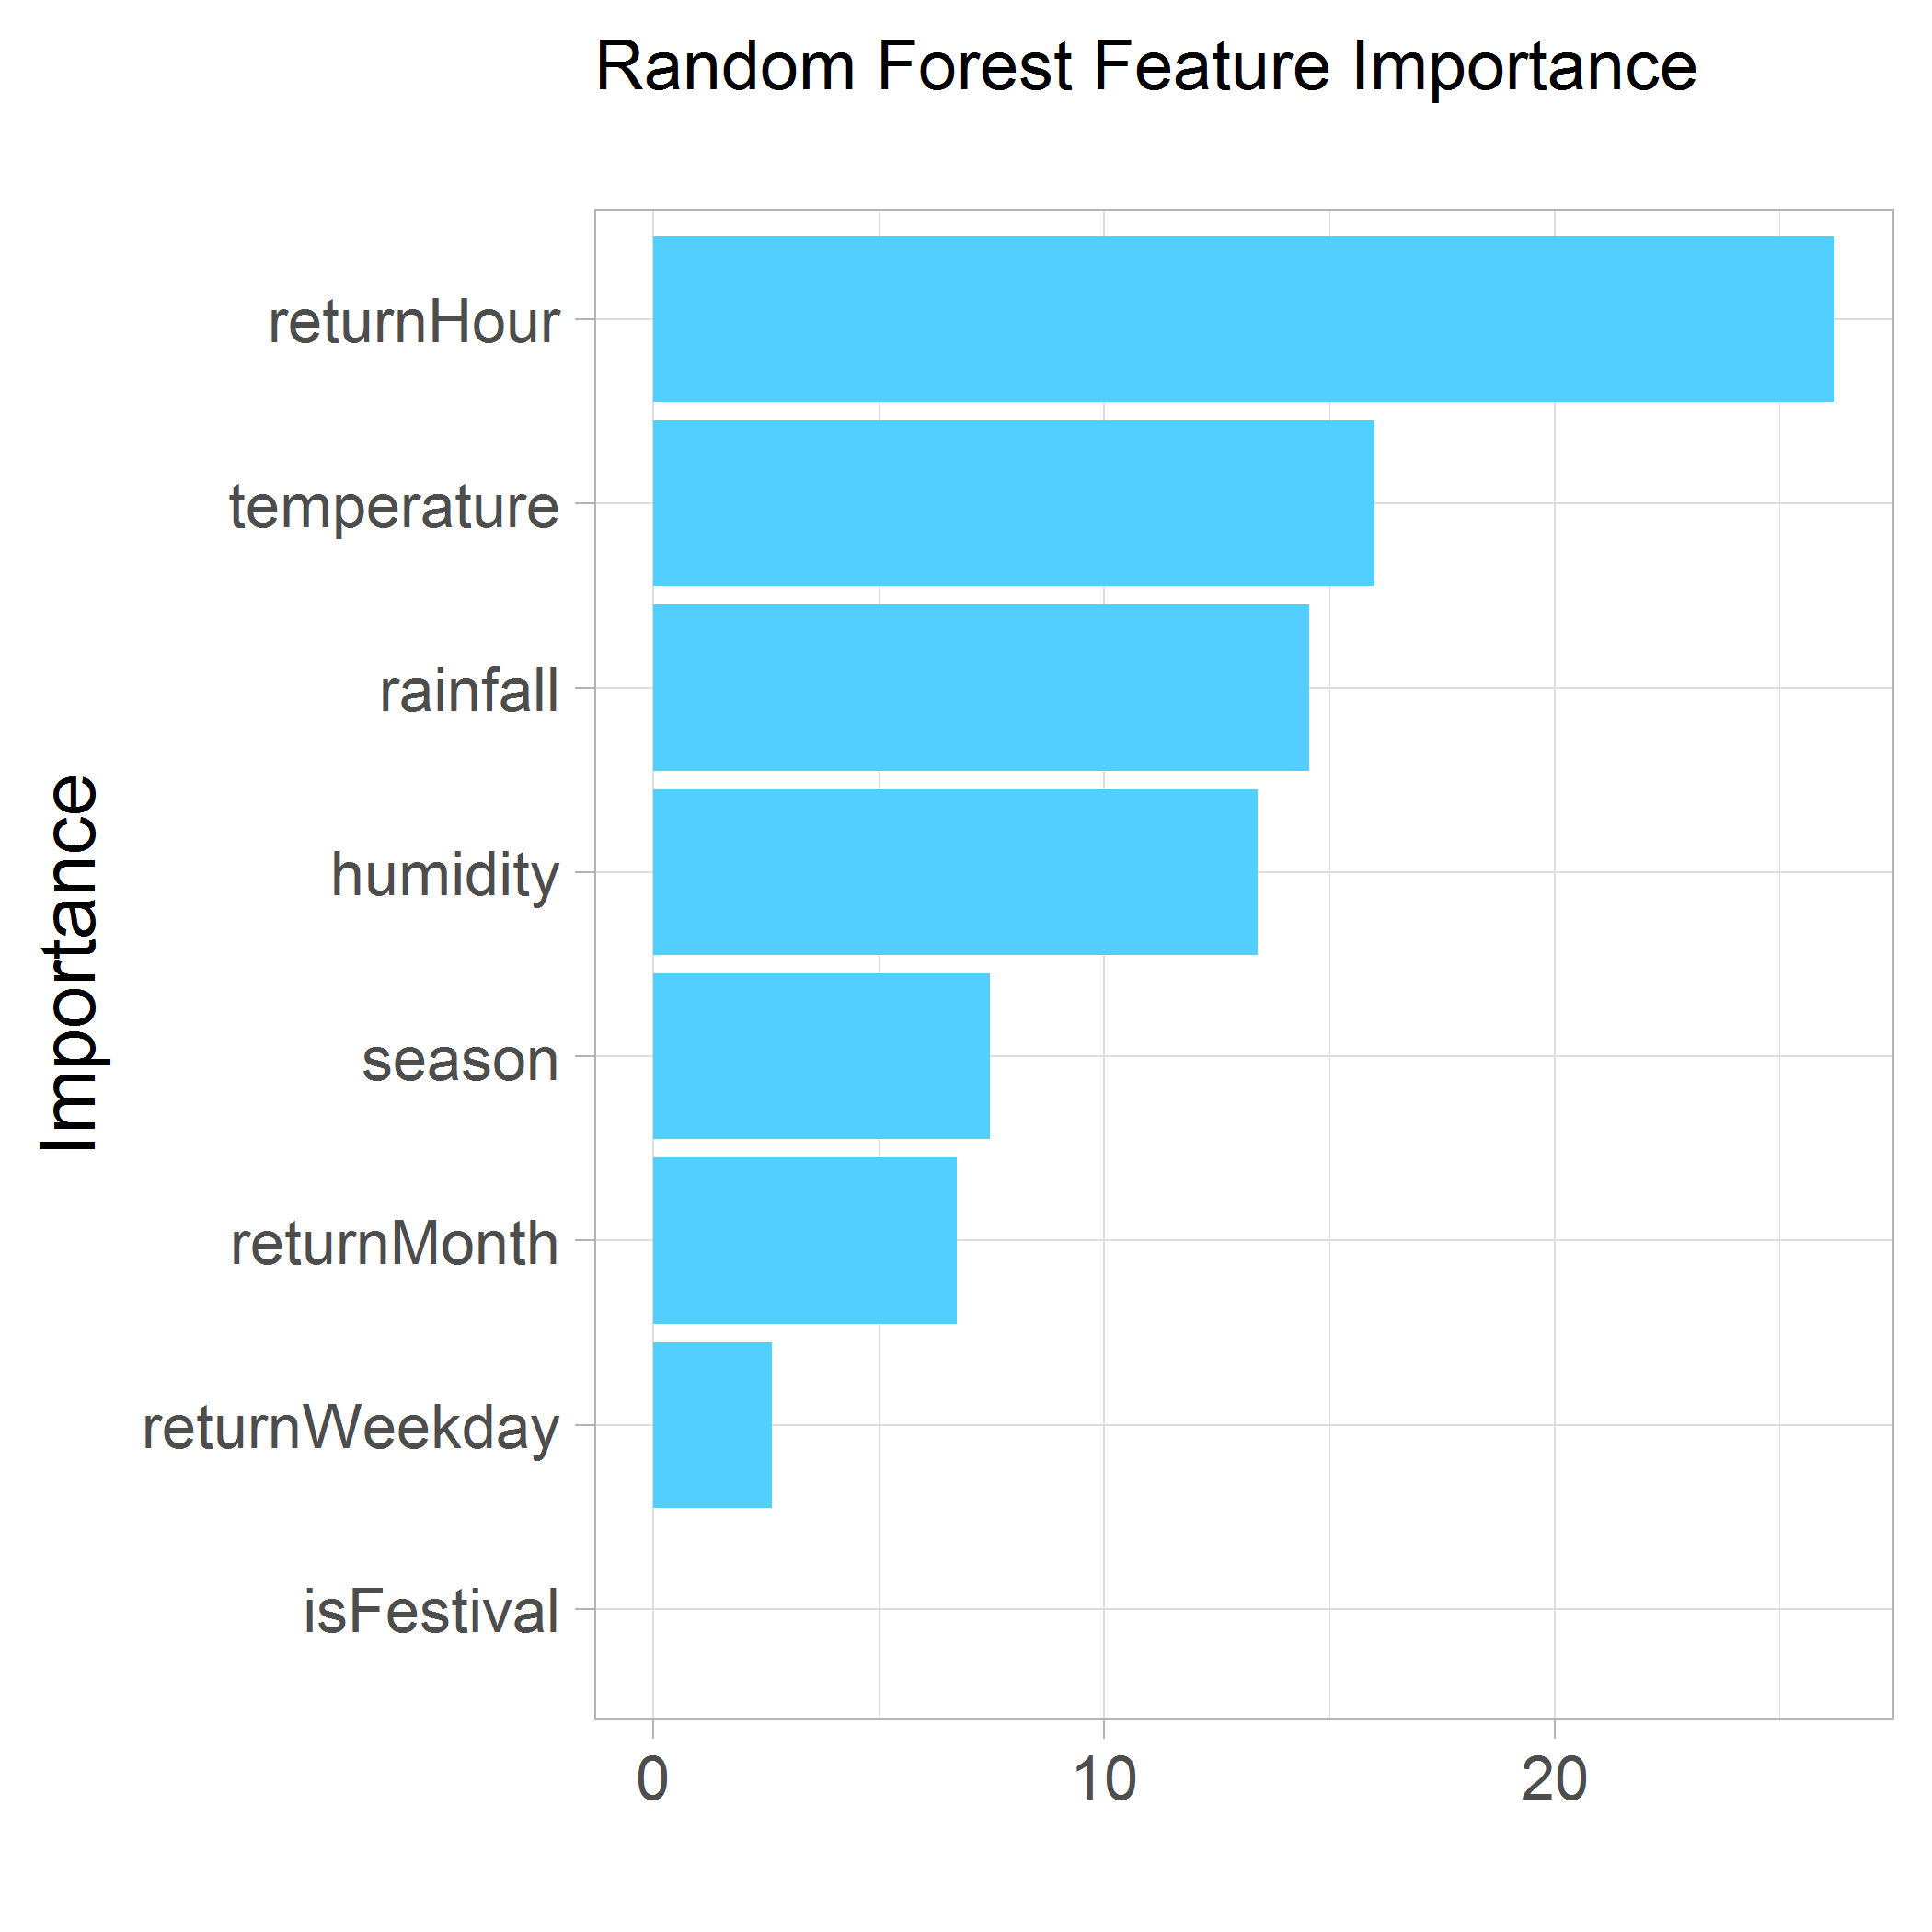 Random Forest Feature Importance
Importance
returnHour
temperature
rainfall
humidity
season
returnMonth
returnWeekday
isFestival
0 10 20